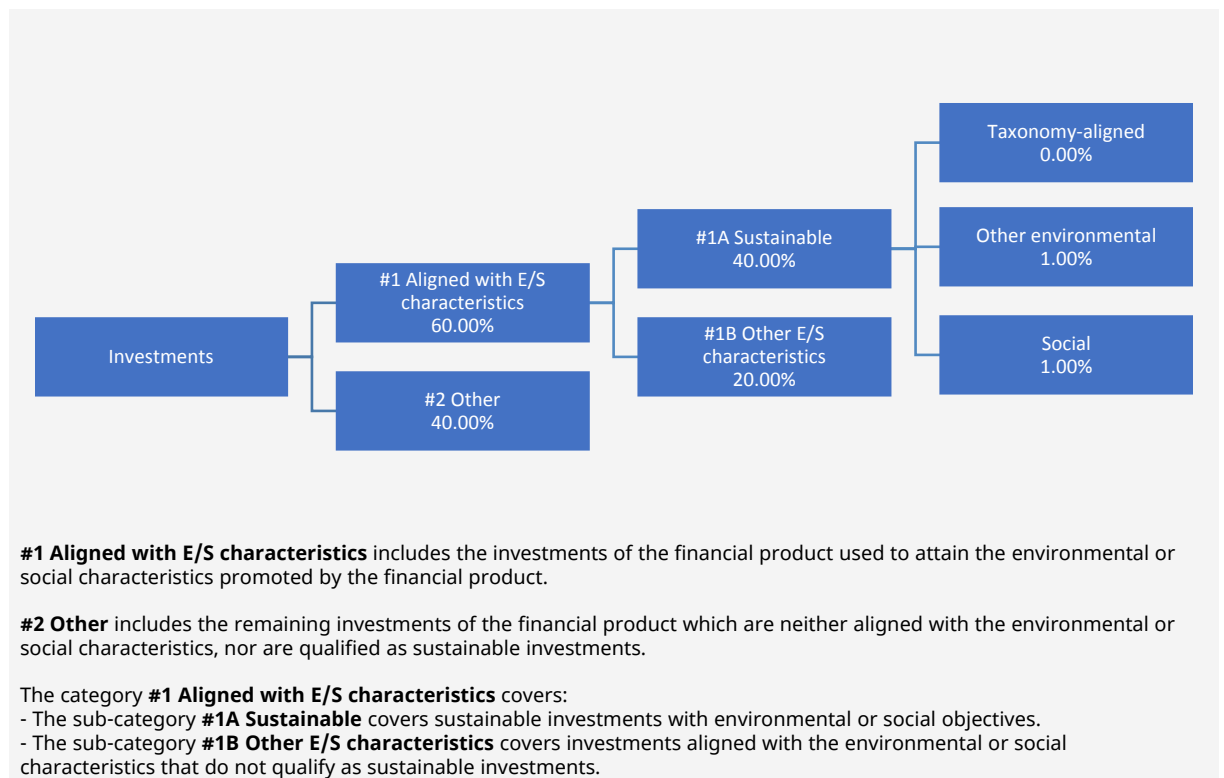 Investments
#1 Aligned with E/S
characteristics
60.00%
#2 Other
40.00%
#1A Sustainable
40.00%
#1B Other E/S
characteristics
20.00%
Taxonomy-aligned
0.00%
Other environmental
1.00%
Social
1.00%
#1 Aligned with E/S characteristics includes the investments of the financial product used to attain the environmental or
social characteristics promoted by the financial product.
#2 Other includes the remaining investments of the financial product which are neither aligned with the environmental or
social characteristics, nor are qualified as sustainable investments.
The category #1 Aligned with E/S characteristics covers:
- The sub-category #1A Sustainable covers sustainable investments with environmental or social objectives.
- The sub-category #1B Other E/S characteristics covers investments aligned with the environmental or social
characteristics that do not qualify as sustainable investments.